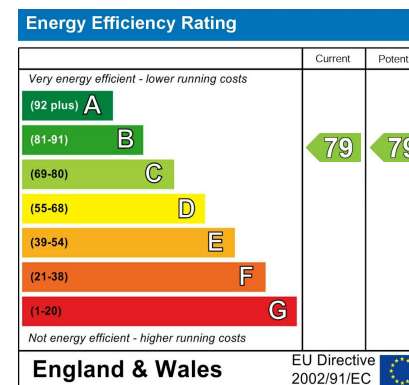 Energy Efficiency Rating
Current Potent
Very energy efficient - lower running costs
(92 plus) A
(81-91) B
79 79
(69-80) C
(55-68) D
(39-54) E
(21-38) F
(1-20) G
Not energy efficient - higher running costs
England & Wales
EU Directive
2002/91/EC